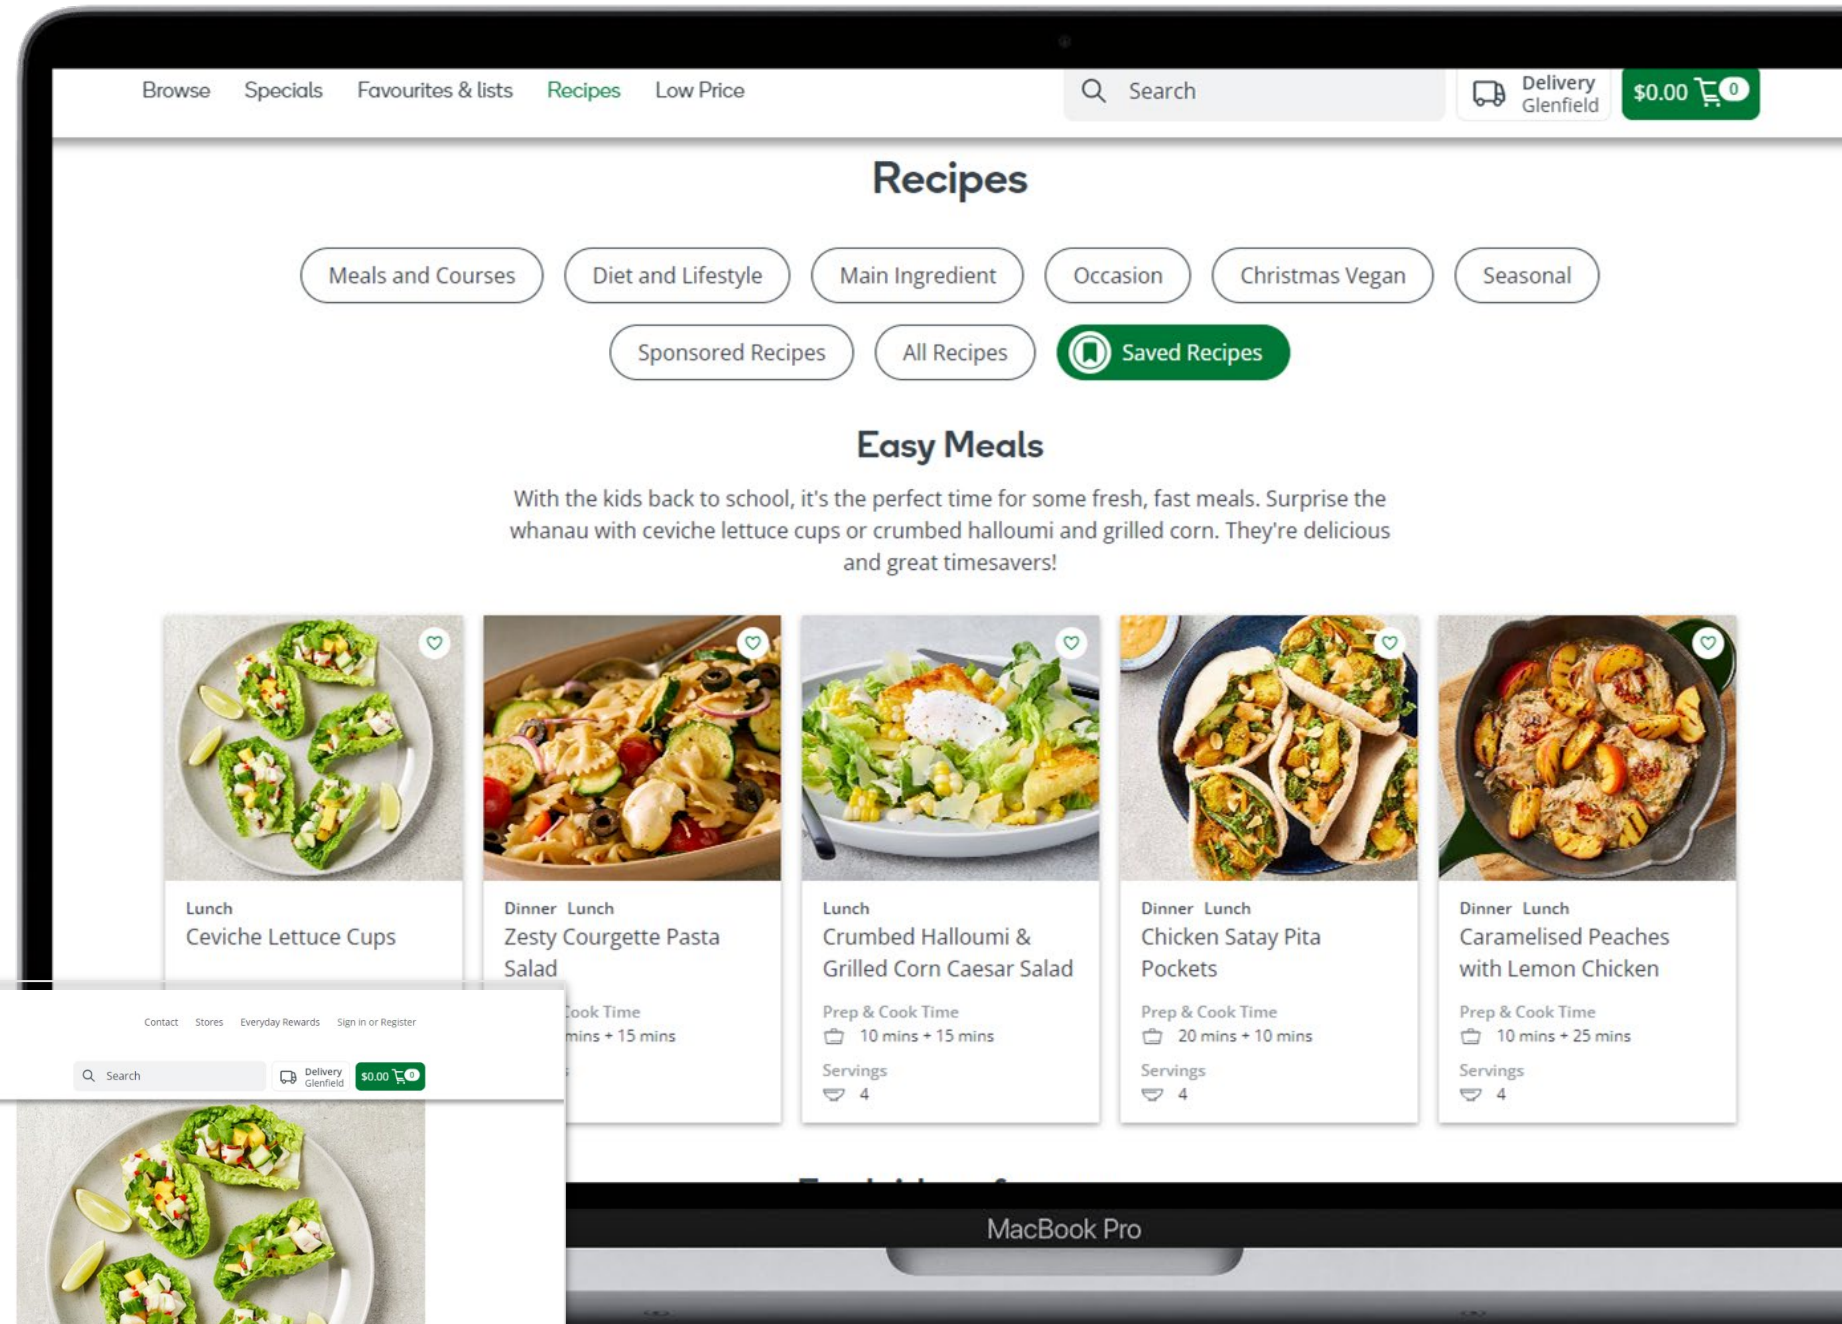 Browse Specials Favourites & lists Recipes Low Price Search Delivery $0.00 0
Glenfield
Recipes
Meals and Courses Diet and Lifestyle Main Ingredient Occasion Christmas Vegan Seasonal
Sponsored Recipes All Recipes Saved Recipes
Easy Meals
With the kids back to school, it's the perfect time for some fresh, fast meals. Surprise the
whanau with ceviche lettuce cups or crumbed halloumi and grilled corn. They're delicious
and great timesavers!
Lunch
Ceviche Lettuce Cups
Dinner Lunch
Zesty Courgette Pasta
Salad
Cook Time
mins + 15 mins
Lunch
Crumbed Halloumi &
Grilled Corn Caesar Salad
Prep & Cook Time
10 mins + 15 mins
Servings
4
Dinner Lunch
Chicken Satay Pita
Pockets
Prep & Cook Time
20 mins + 10 mins
Servings
4
Dinner Lunch
Caramelised Peaches
with Lemon Chicken
Prep & Cook Time
10 mins + 25 mins
Servings
4
Contact Stores Everyday Rewards Sign in or Register
Search Delivery $0.00 0
Glenfield
MacBook Pro